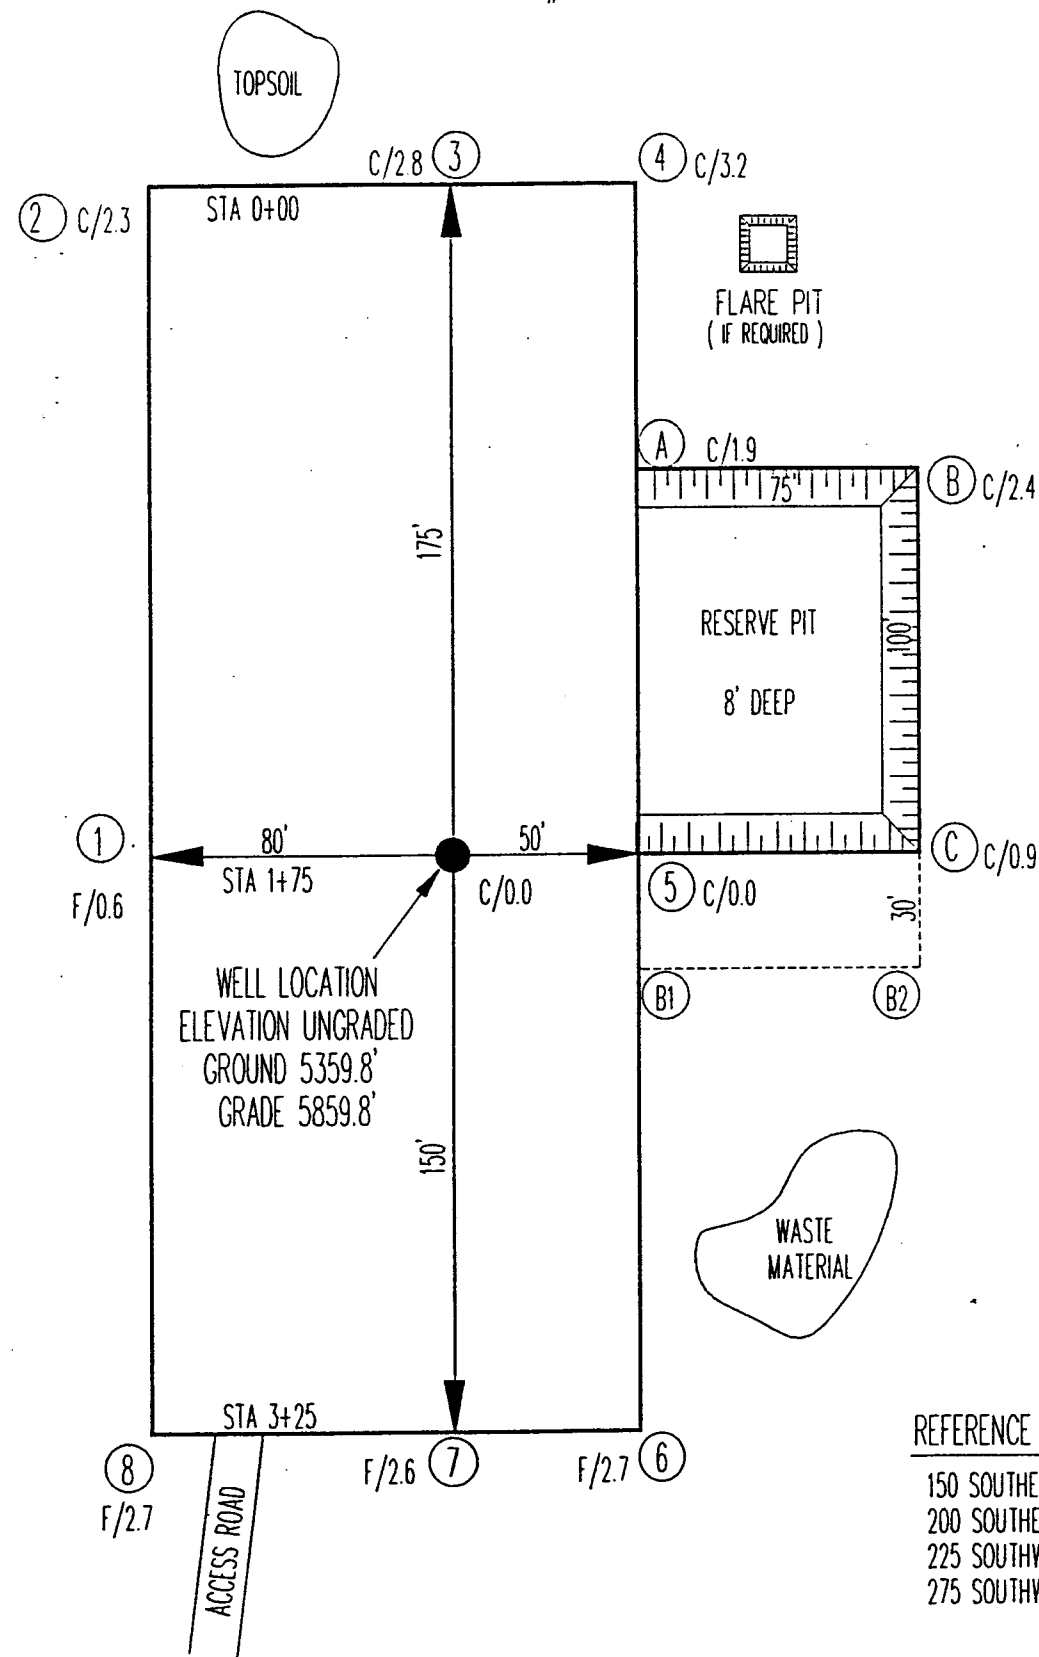 TOPSOIL
C/2.8 3
4 C/3.2
2 C/2.3
STA 0+00
FLARE PIT
( IF REQUIRED )
A C/1.9
75'
B C/2.4
175'
RESERVE PIT
100'
8' DEEP
1
80'
50'
STA 1+75
F/0.6
C/0.0
5 C/0.0
C C/0.9
30'
WELL LOCATION
ELEVATION UNGRADED
GROUND 5359.8'
GRADE 5859.8'
B1
B2
150'
WASTE
MATERIAL
STA 3+25
8
F/2.7
F/2.6 7
F/2.7 6
ACCESS ROAD
REFERENCE
150 SOUTHE
200 SOUTHE
225 SOUTHW
275 SOUTHW